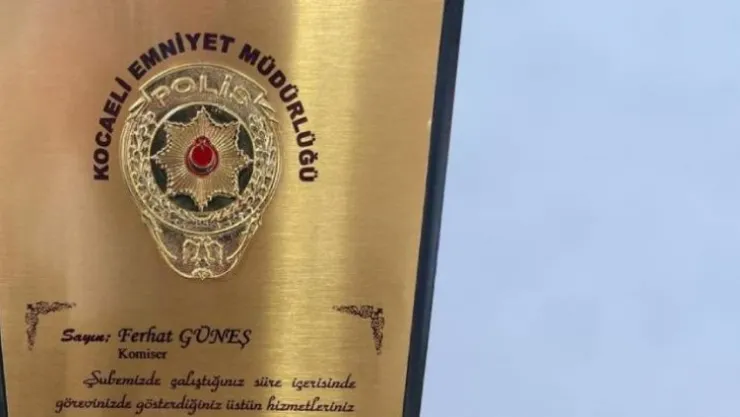 KOCAELİ EMNİYET MÜDÜRLÜĞÜ
POLİS
Sayın; Ferhat GÜNEŞ
Komiser
Şubemizde çalıştığınız süre içerisinde
görevinizde gösterdiğiniz üstün hizmetleriniz